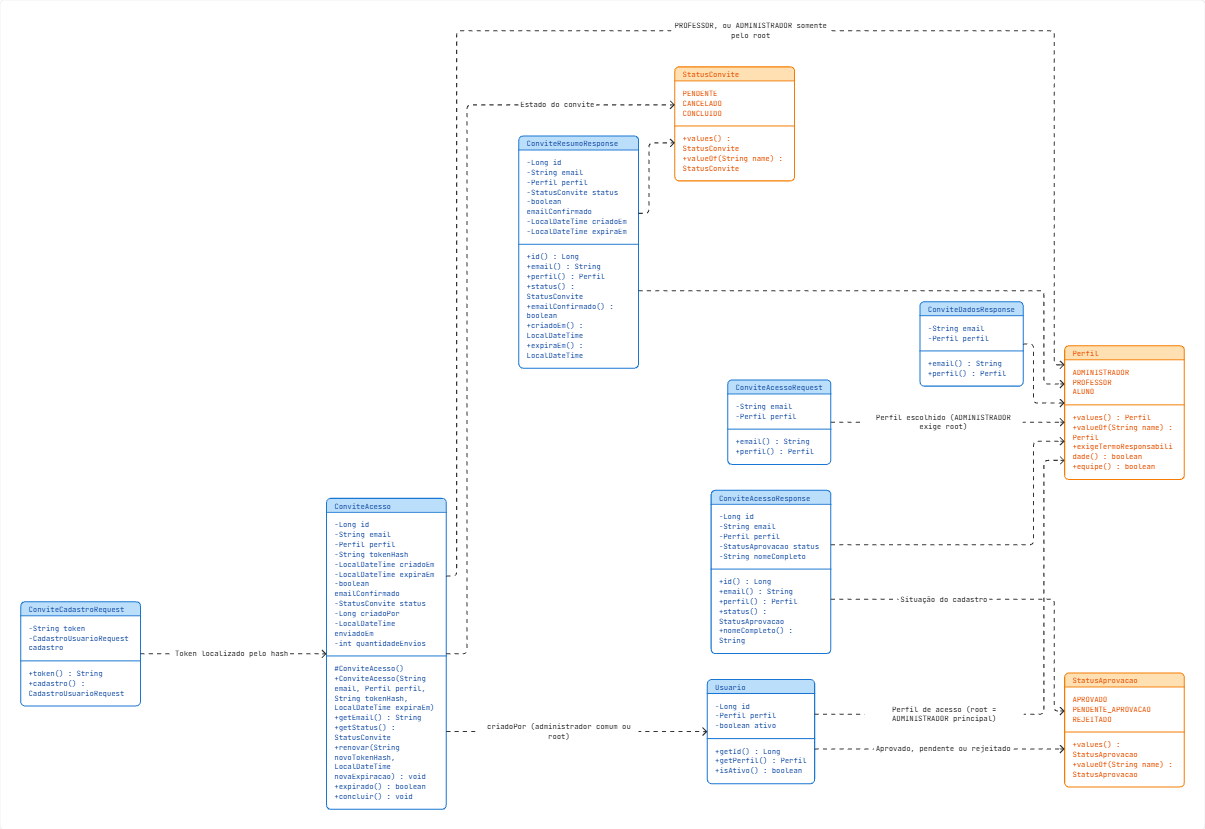 PROFESSOR, ou ADMINISTRADOR somente
pelo root
StatusConvite
PENDENTE
CANCELADO
CONCLUIDO
+values() :
StatusConvite
+valueOf(String name) :
StatusConvite
Estado do convite
ConviteResumoResponse
-Long id
-String email
-Perfil perfil
-StatusConvite status
-boolean
emailConfirmado
-LocalDateTime criadoEm
-LocalDateTime expiraEm
+id() : Long
+email() : String
+perfil() : Perfil
+status() :
StatusConvite
+emailConfirmado() :
boolean
+criadoEm() :
LocalDateTime
+expiraEm() :
LocalDateTime
ConviteDadosResponse
-String email
-Perfil perfil
+email() : String
+perfil() : Perfil
Perfil
ADMINISTRADOR
PROFESSOR
ALUNO
+values() : Perfil
+valueOf(String name) :
Perfil
+exigeTermoResponsabili
dade() : boolean
+equipe() : boolean
ConviteAcessoRequest
-String email
-Perfil perfil
+email() : String
+perfil() : Perfil
Perfil escolhido (ADMINISTRADOR
exige root)
ConviteAcessoResponse
-Long id
-String email
-Perfil perfil
-StatusAprovacao status
-String nomeCompleto
+id() : Long
+email() : String
+perfil() : Perfil
+status() :
StatusAprovacao
+nomeCompleto() :
String
Situação do cadastro
ConviteAcesso
-Long id
-String email
-Perfil perfil
-String tokenHash
-LocalDateTime criadoEm
-LocalDateTime expiraEm
-boolean
emailConfirmado
-StatusConvite status
-Long criadoPor
-LocalDateTime
enviadoEm
-int quantidadeEnvios
#ConviteAcesso()
+ConviteAcesso(String
email, Perfil perfil,
String tokenHash,
LocalDateTime expiraEm)
+getEmail() : String
+getStatus() :
StatusConvite
+renovar(String
novoTokenHash,
LocalDateTime
novaExpiracao) : void
+expirado() : boolean
+concluir() : void
ConviteCadastroRequest
-String token
-CadastroUsuarioRequest
cadastro
+token() : String
+cadastro() :
CadastroUsuarioRequest
Token localizado pelo hash
criadoPor (administrador comum ou
root)
Usuario
-Long id
-Perfil perfil
-boolean ativo
+getId() : Long
+getPerfil() : Perfil
+isAtivo() : boolean
Perfil de acesso (root =
ADMINISTRADOR principal)
Aprovado, pendente ou rejeitado
StatusAprovacao
APROVADO
PENDENTE_APROVACAO
REJEITADO
+values() :
StatusAprovacao
+valueOf(String name) :
StatusAprovacao